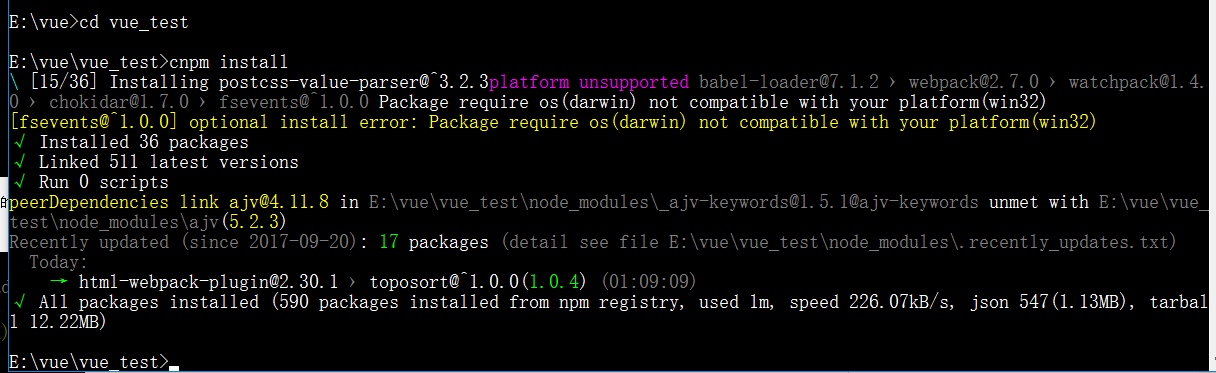 E:\vue>cd vue_test
E:\vue\vue_test>cnpm install
\ [15/36] Installing postcss-value-parser@^3.2.3platform unsupported babel-loader@7.1.2 › webpack@2.7.0 › watchpack@1.4.
0 › chokidar@1.7.0 › fsevents@^1.0.0 Package require os(darwin) not compatible with your platform(win32)
[fsevents@^1.0.0] optional install error: Package require os(darwin) not compatible with your platform(win32)
√ Installed 36 packages
√ Linked 511 latest versions
√ Run 0 scripts
peerDependencies link ajv@4.11.8 in E:\vue\vue_test\node_modules\_ajv-keywords@1.5.1@ajv-keywords unmet with E:\vue\vue_
test\node_modules\ajv(5.2.3)
Recently updated (since 2017-09-20): 17 packages (detail see file E:\vue\vue_test\node_modules\.recently_updates.txt)
Today:
→ html-webpack-plugin@2.30.1 › toposort@^1.0.0(1.0.4) (01:09:09)
√ All packages installed (590 packages installed from npm registry, used 1m, speed 226.07kB/s, json 547(1.13MB), tarbal
l 12.22MB)
E:\vue\vue_test>